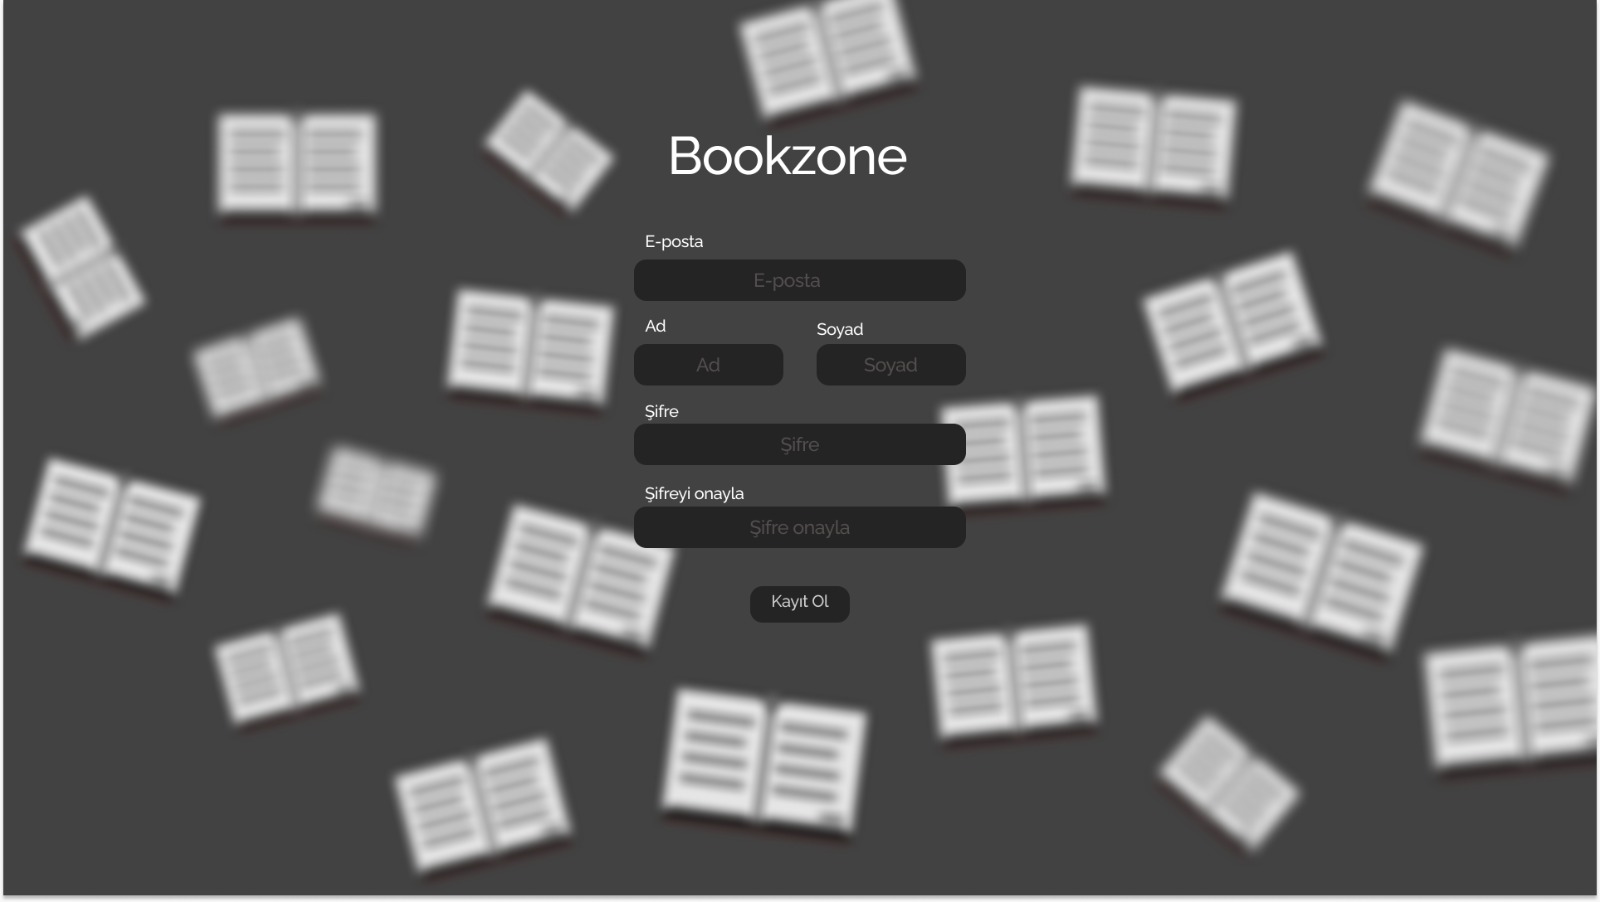 Bookzone
E-posta
E-posta
Ad
Soyad
Ad
Soyad
Şifre
Şifre
Şifreyi onayla
Şifre onayla
Kayıt Ol